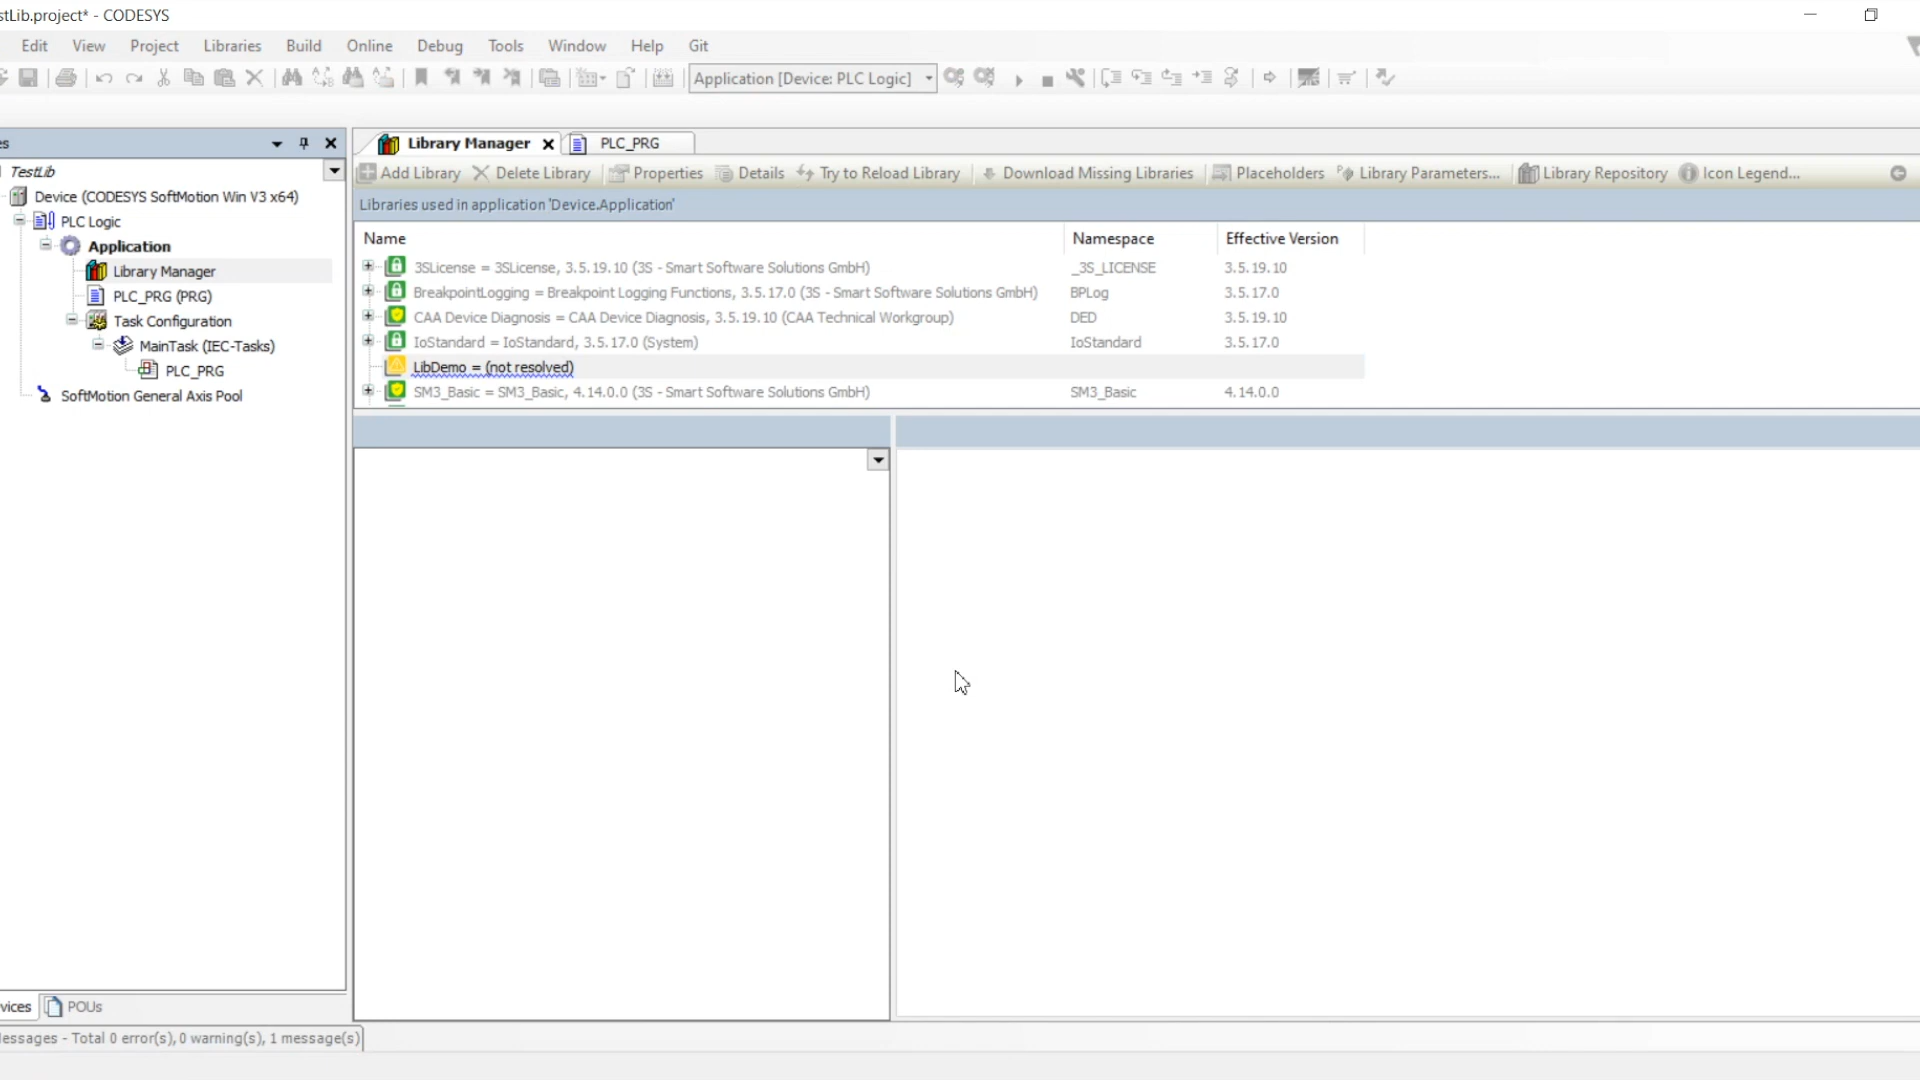 stLib.project* - CODESYS
Edit View Project Libraries Build Online Debug Tools Window Help Git
Application [Device: PLC Logic]
es
Library Manager PLC_PRG
TestLib
Add Library Delete Library Properties Details Try to Reload Library Download Missing Libraries Placeholders Library Parameters... Library Repository Icon Legend...
Device (CODESYS SoftMotion Win V3 x64)
Libraries used in application 'Device.Application'
PLC Logic
Name Namespace Effective Version
Application
3SLicense = 3SLicense, 3.5.19.10 (3S - Smart Software Solutions GmbH) _3S_LICENSE 3.5.19.10
Library Manager
BreakpointLogging = Breakpoint Logging Functions, 3.5.17.0 (3S - Smart Software Solutions GmbH) BPLog 3.5.17.0
PLC_PRG (PRG)
CAA Device Diagnosis = CAA Device Diagnosis, 3.5.19.10 (CAA Technical Workgroup) DED 3.5.19.10
Task Configuration
IoStandard = IoStandard, 3.5.17.0 (System) IoStandard 3.5.17.0
MainTask (IEC-Tasks)
LibDemo = (not resolved)
PLC_PRG
SM3_Basic = SM3_Basic, 4.14.0.0 (3S - Smart Software Solutions GmbH) SM3_Basic 4.14.0.0
SoftMotion General Axis Pool
vices POUs
lessages - Total 0 error(s), 0 warning(s), 1 message(s)